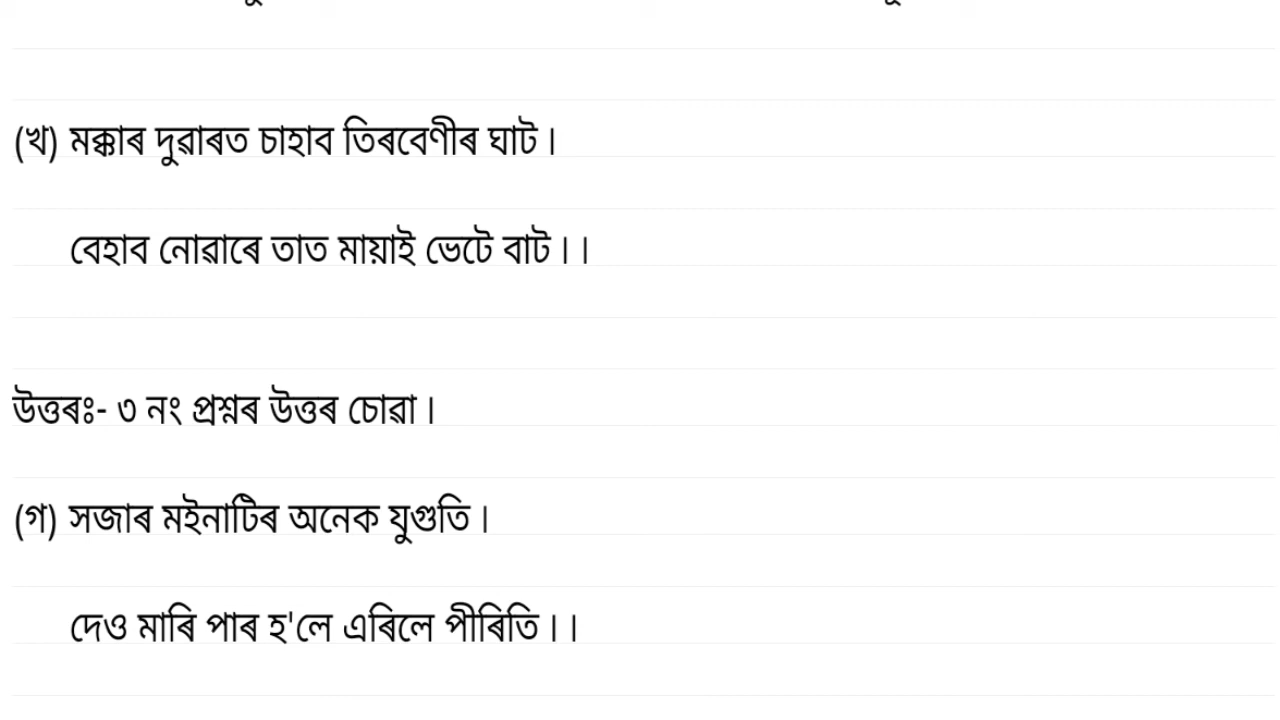 (খ) মক্কাৰ দুৱাৰত চাহাব তিৰবেণীৰ ঘাট।
বেহাব নোৱাৰে তাত মায়াই ভেটে বাট।।
উত্তৰঃ- ৩ নং প্ৰশ্নৰ উত্তৰ চোৱা।
(গ) সজাৰ মইনাটিৰ অনেক যুগুতি।
দেও মাৰি পাৰ হ'লে এৰিলে পীৰিতি।।